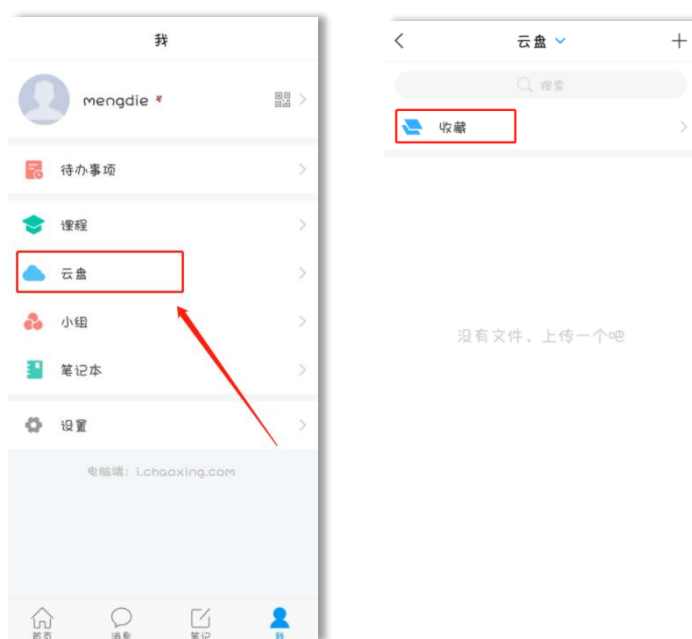 我
mengdie
待办事项
课程
云盘
小组
笔记本
设置
电脑端：i.chaoxing.com
首页
消息
笔记
我
云盘
搜索
收藏
没有文件，上传一个吧